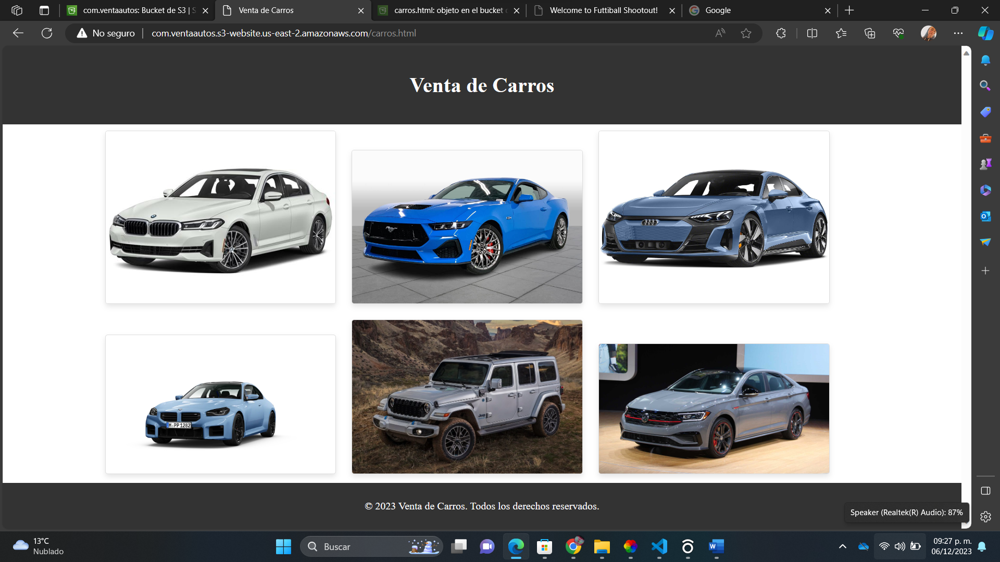 com.ventaautos: Bucket de S3 | S
Venta de Carros
carros.html: objeto en el bucket
Welcome to Futtiball Shootout!
Google
No seguro
com.ventaautos.s3-website.us-east-2.amazonaws.com/carros.html
Venta de Carros
M PP 1282
Jeep
© 2023 Venta de Carros. Todos los derechos reservados.
Speaker (Realtek(R) Audio): 87%
13°C
Nublado
Buscar
09:27 p. m.
06/12/2023